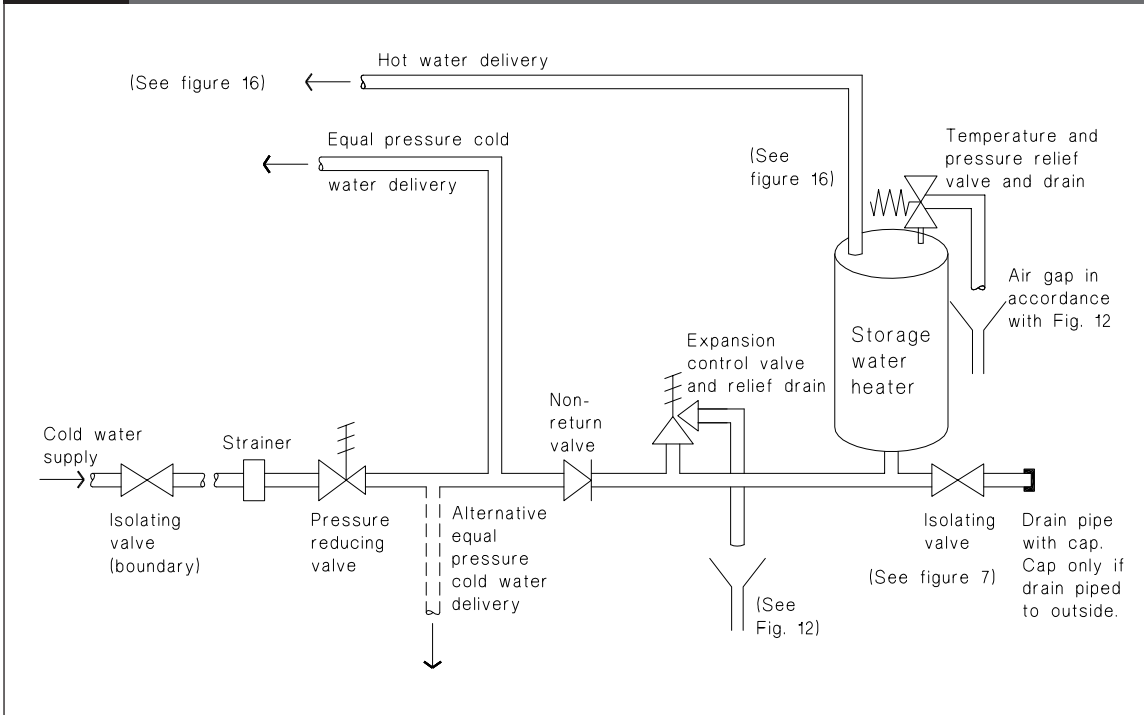 Hot water delivery
(See figure 16)
Equal pressure cold
water delivery
(See
figure 16)
Temperature and
pressure relief
valve and drain
Air gap in
accordance
with Fig. 12
Storage
water
heater
Expansion
control valve
and relief drain
Non-
return
valve
Cold water
supply
Strainer
Isolating
valve
(boundary)
Pressure
reducing
valve
Alternative
equal
pressure
cold water
delivery
(See
Fig. 12)
Isolating
valve
(See figure 7)
Drain pipe
with cap.
Cap only if
drain piped
to outside.